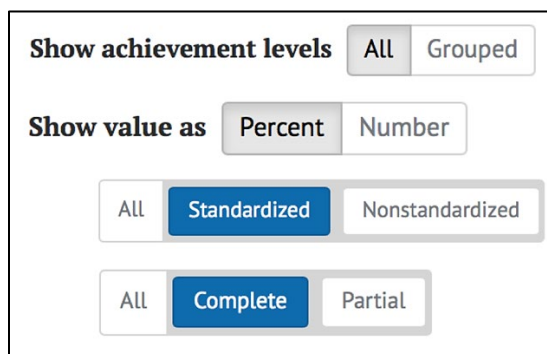 Show achievement levels All Grouped
Show value as Percent Number
All Standardized Nonstandardized
All Complete Partial